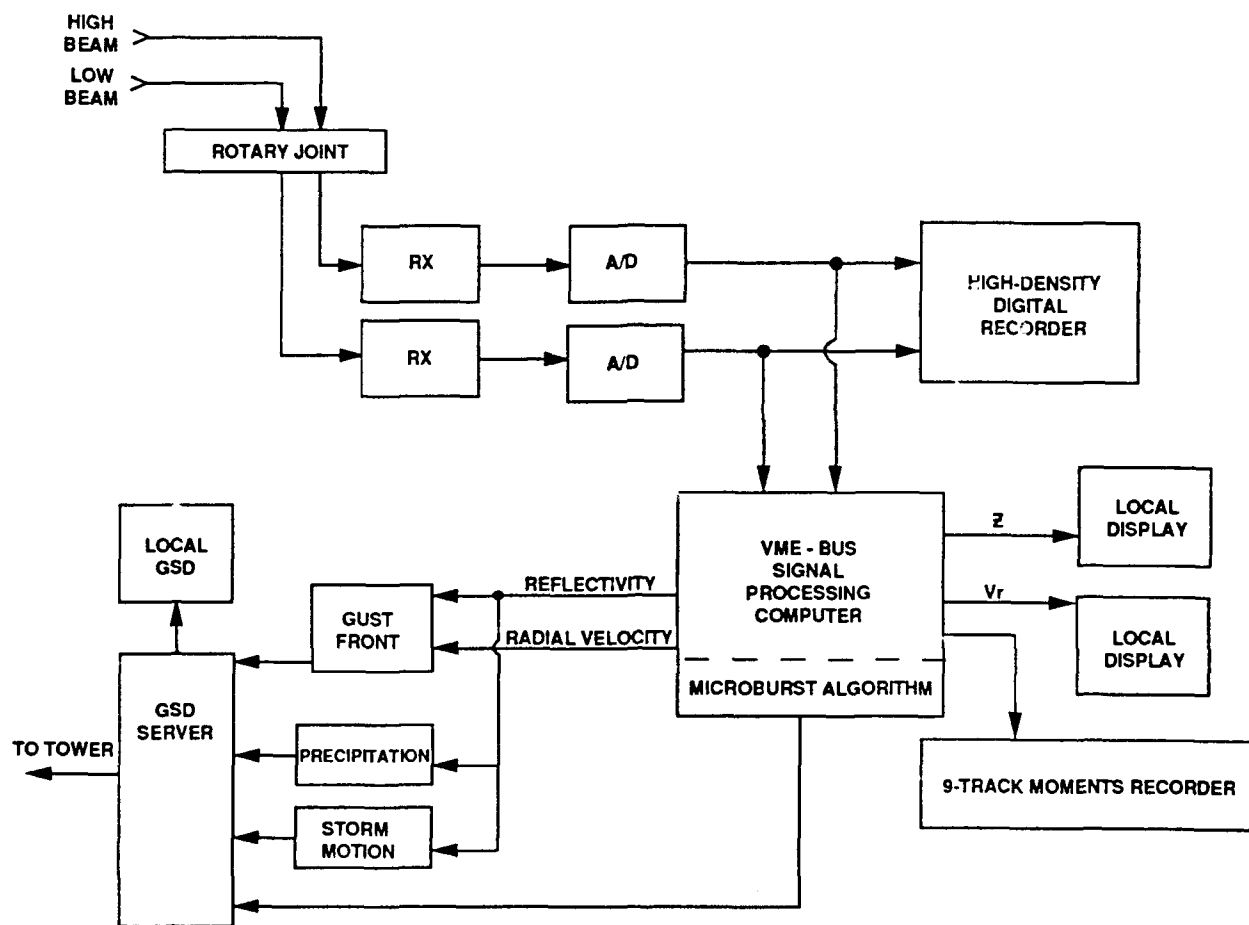 HIGH
BEAM
LOW
BEAM
ROTARY JOINT
RX
A/D
HIGH-DENSITY
DIGITAL
RECORDER
RX
A/D
LOCAL
GSD
VME - BUS
SIGNAL
PROCESSING
COMPUTER
Z
LOCAL
DISPLAY
REFLECTIVITY
GUST
FRONT
RADIAL VELOCITY
Vr
LOCAL
DISPLAY
MICROBURST ALGORITHM
GSD
SERVER
TO TOWER
PRECIPITATION
9-TRACK MOMENTS RECORDER
STORM
MOTION